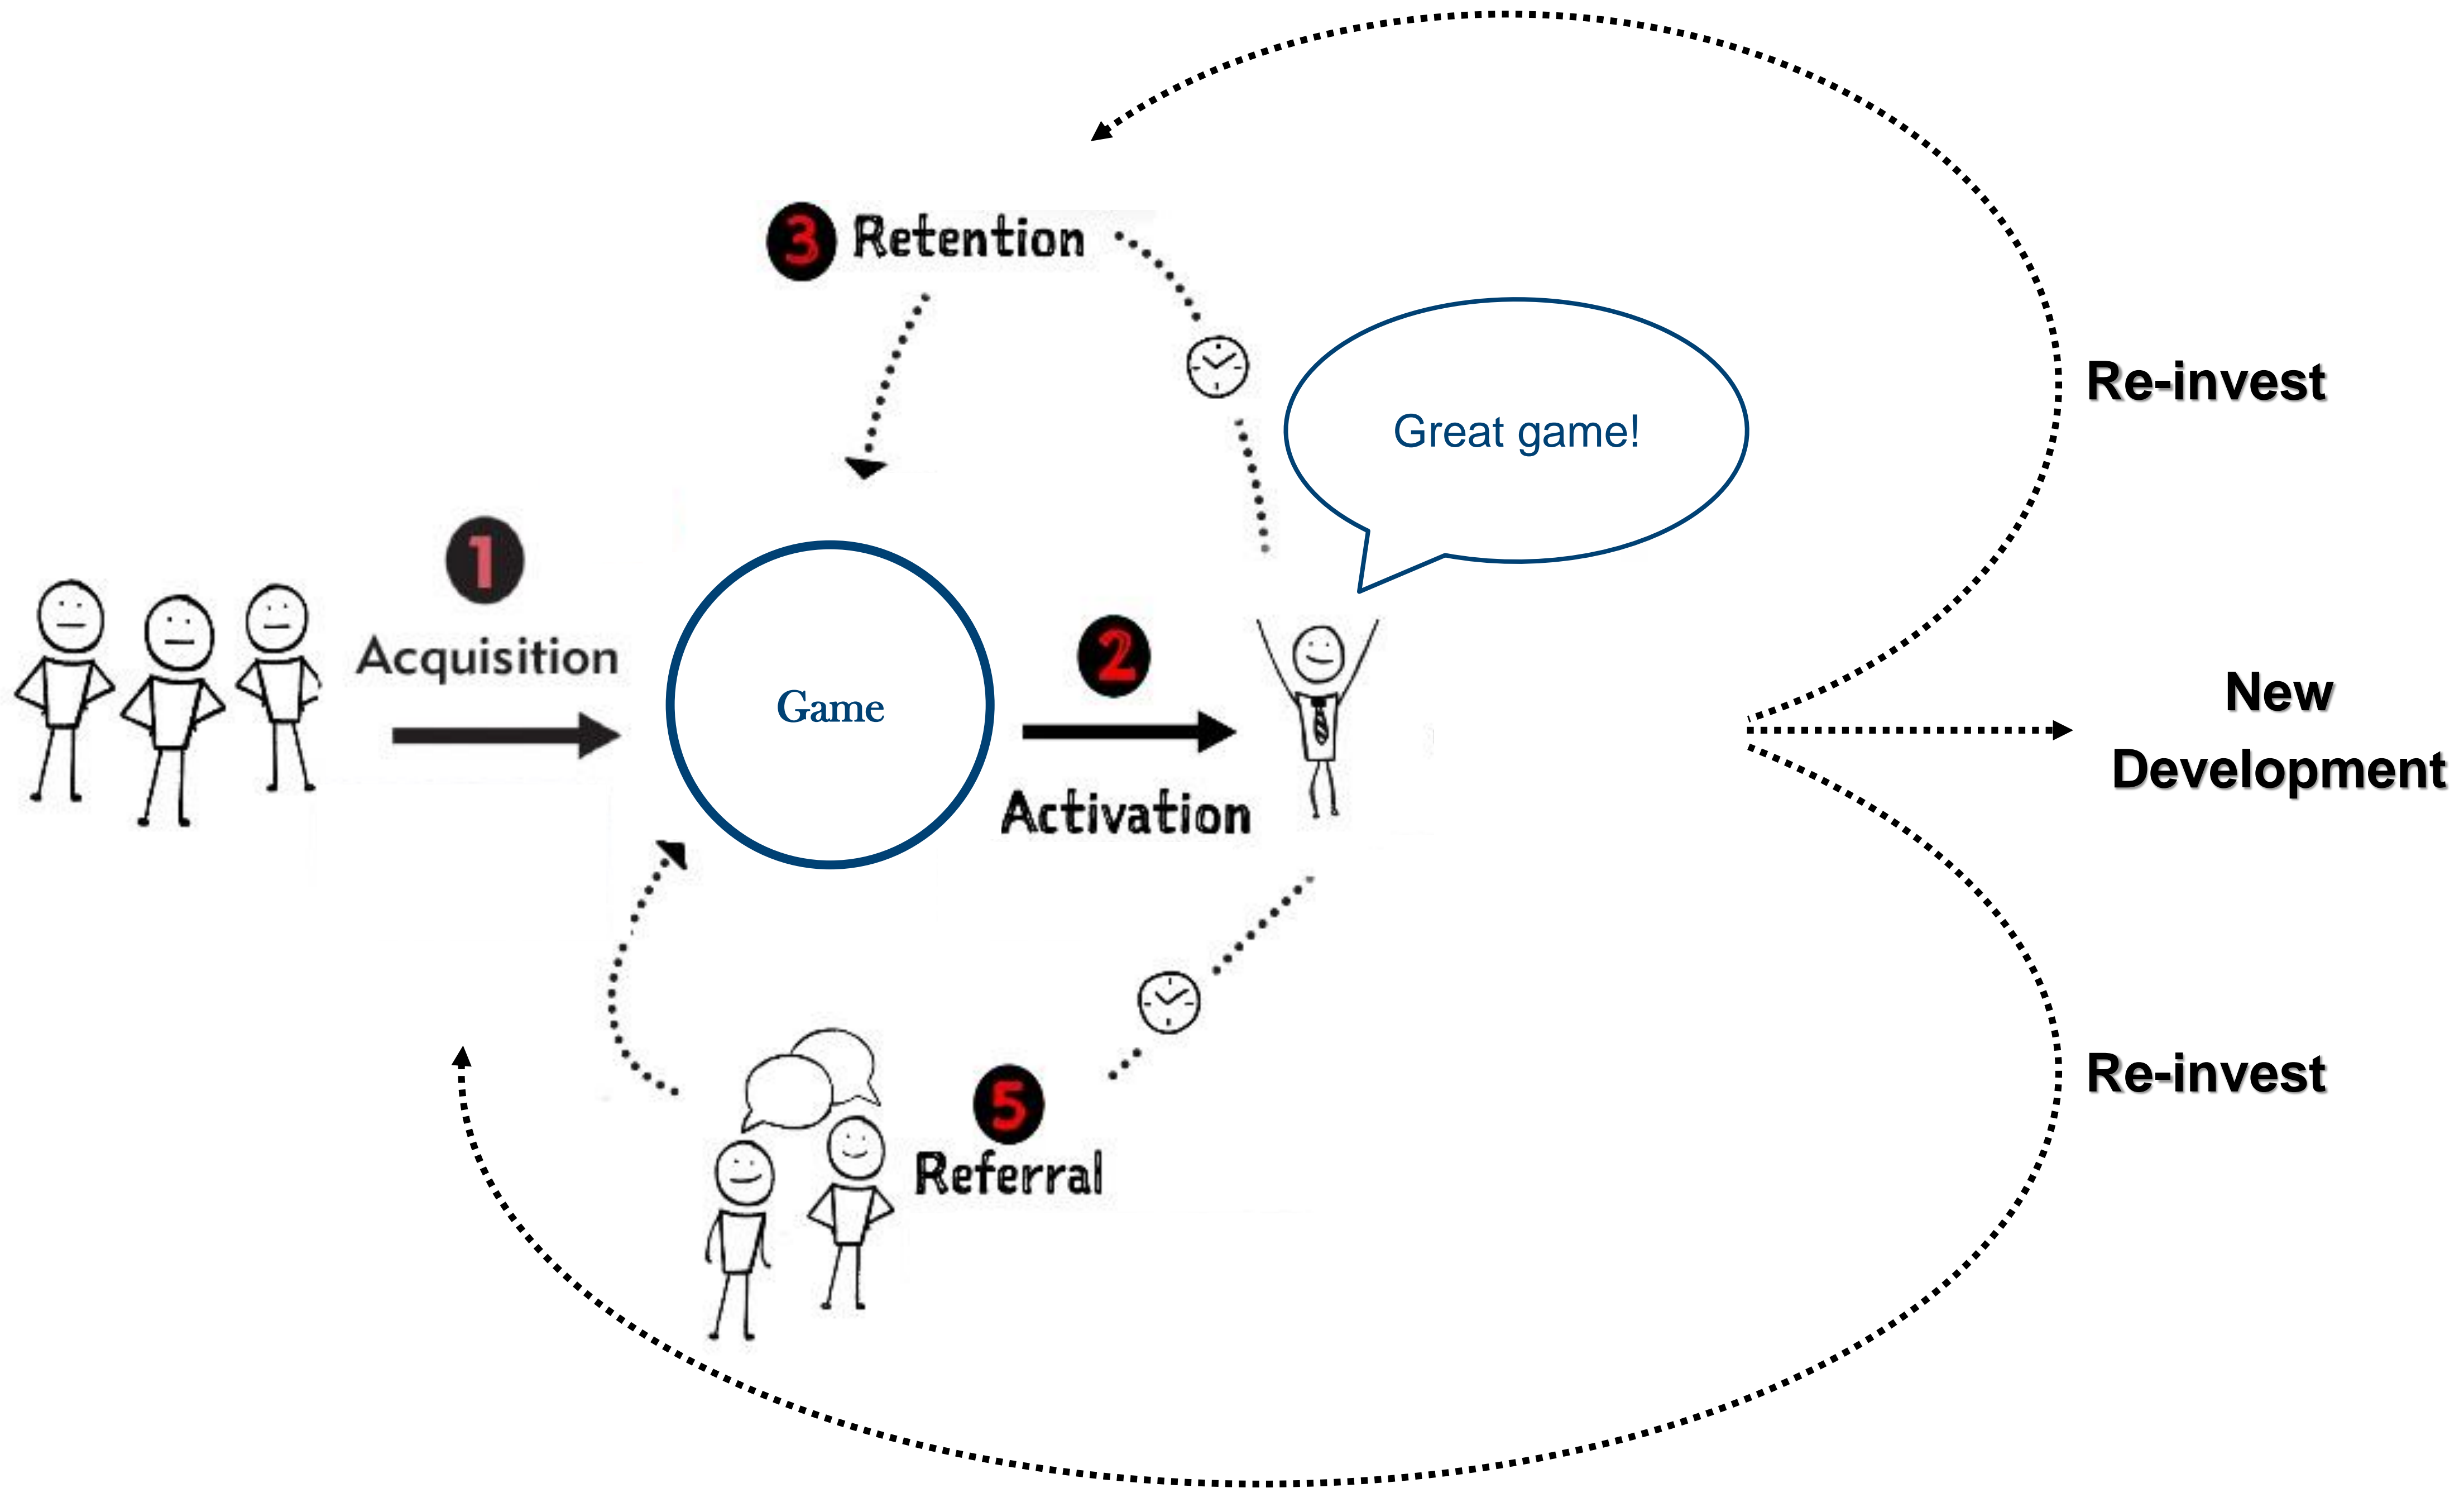 3 Retention
Re-invest
Great game!
1
Acquisition
2
Game
New
Development
Activation
5
Referral
Re-invest